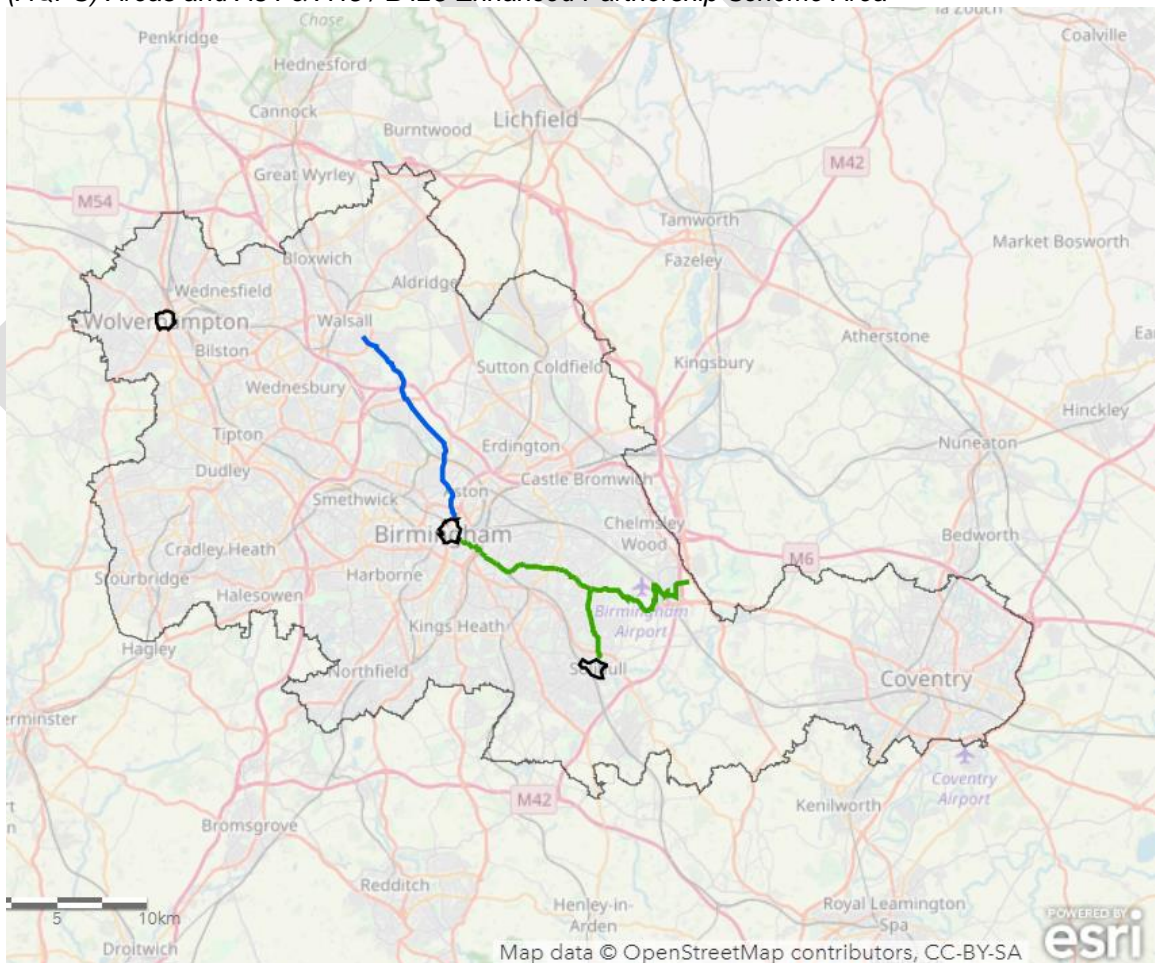 Penkridge
Chase
la Zouch
Coalville
Hednesford
Cannock
Burntwood
Lichfield
Great Wyrley
M42
M54
Tamworth
Market Bosworth
Bloxwich
Fazeley
Aldridge
Wednesfield
Wolverhampton
Walsall
Atherstone
Bilston
Sutton Coldfield
Kingsbury
Wednesbury
Hinckley
Tipton
Erdington
Nuneaton
Dudley
Castle Bromwich
Smethwick
Aston
Chelmsley
Wood
Birmingham
Bedworth
Cradley Heath
M6
Stourbridge
Harborne
Halesowen
Birmingham
Airport
Kings Heath
Hagley
Northfield
Solihull
Coventry
Coventry
Airport
M42
Kenilworth
Bromsgrove
Redditch
5 10km
Henley-in-
Arden
Royal Leamington
Spa
Droitwich
POWERED BY
esri
Map data © OpenStreetMap contributors, CC-BY-SA